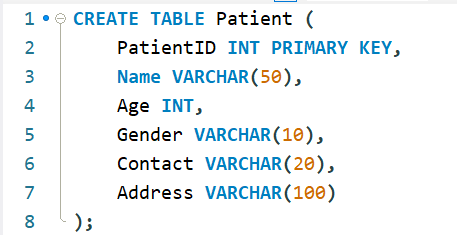 1 CREATE TABLE Patient (
2 PatientID INT PRIMARY KEY,
3 Name VARCHAR(50),
4 Age INT,
5 Gender VARCHAR(10),
6 Contact VARCHAR(20),
7 Address VARCHAR(100)
8 );